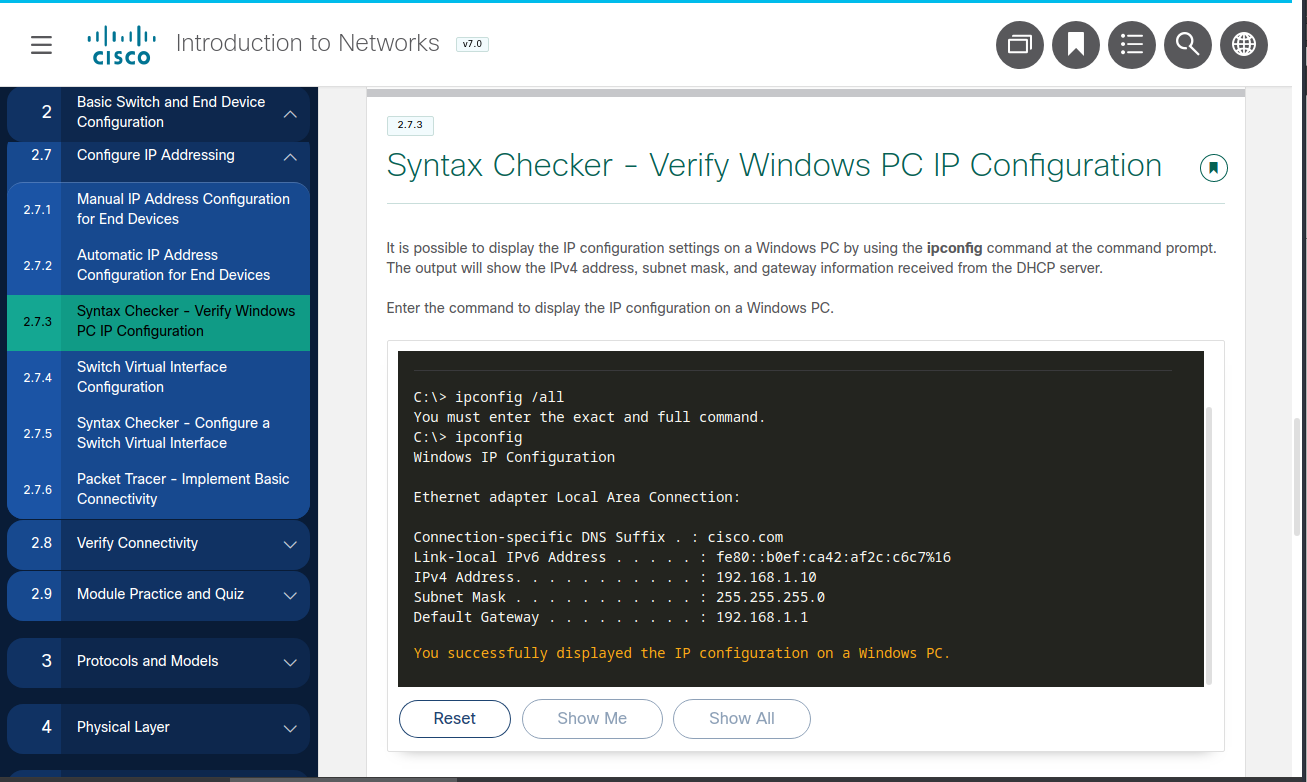 CISCO
Introduction to Networks
v7.0
2
Basic Switch and End Device
Configuration
2.7
Configure IP Addressing
2.7.1
Manual IP Address Configuration
for End Devices
2.7.2
Automatic IP Address
Configuration for End Devices
2.7.3
Syntax Checker - Verify Windows
PC IP Configuration
2.7.4
Switch Virtual Interface
Configuration
2.7.5
Syntax Checker - Configure a
Switch Virtual Interface
2.7.6
Packet Tracer - Implement Basic
Connectivity
2.8
Verify Connectivity
2.9
Module Practice and Quiz
3
Protocols and Models
4
Physical Layer
2.7.3
Syntax Checker - Verify Windows PC IP Configuration
It is possible to display the IP configuration settings on a Windows PC by using the ipconfig command at the command prompt.
The output will show the IPv4 address, subnet mask, and gateway information received from the DHCP server.
Enter the command to display the IP configuration on a Windows PC.
C:\> ipconfig /all
You must enter the exact and full command.
C:\> ipconfig
Windows IP Configuration
Ethernet adapter Local Area Connection:
Connection-specific DNS Suffix . : cisco.com
Link-local IPv6 Address . . . . . : fe80::b0ef:ca42:af2c:c6c7%16
IPv4 Address. . . . . . . . . . . : 192.168.1.10
Subnet Mask . . . . . . . . . . . : 255.255.255.0
Default Gateway . . . . . . . . . : 192.168.1.1
You successfully displayed the IP configuration on a Windows PC.
Reset
Show Me
Show All